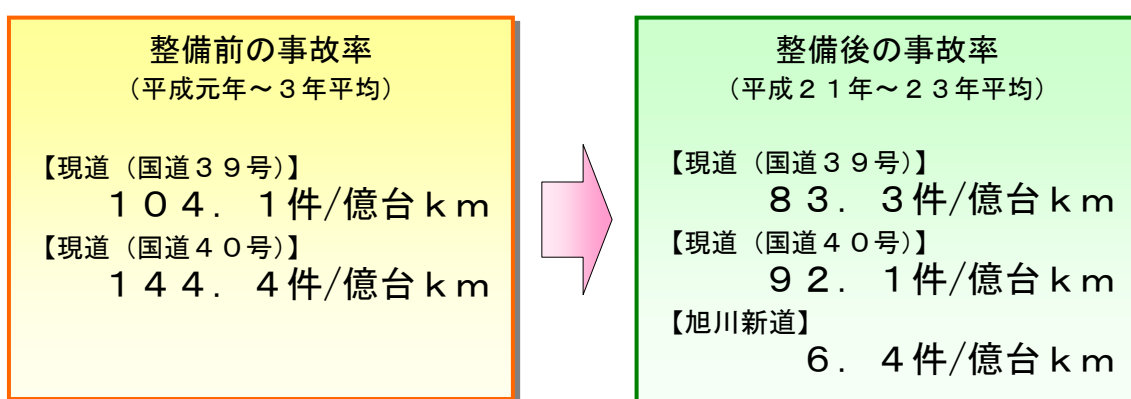 整備前の事故率
（平成元年～３年平均）
【現道（国道３９号）】
１０４．１件/億台ｋｍ
【現道（国道４０号）】
１４４．４件/億台ｋｍ
整備後の事故率
（平成２１年～２３年平均）
【現道（国道３９号）】
８３．３件/億台ｋｍ
【現道（国道４０号）】
９２．１件/億台ｋｍ
【旭川新道】
６．４件/億台ｋｍ